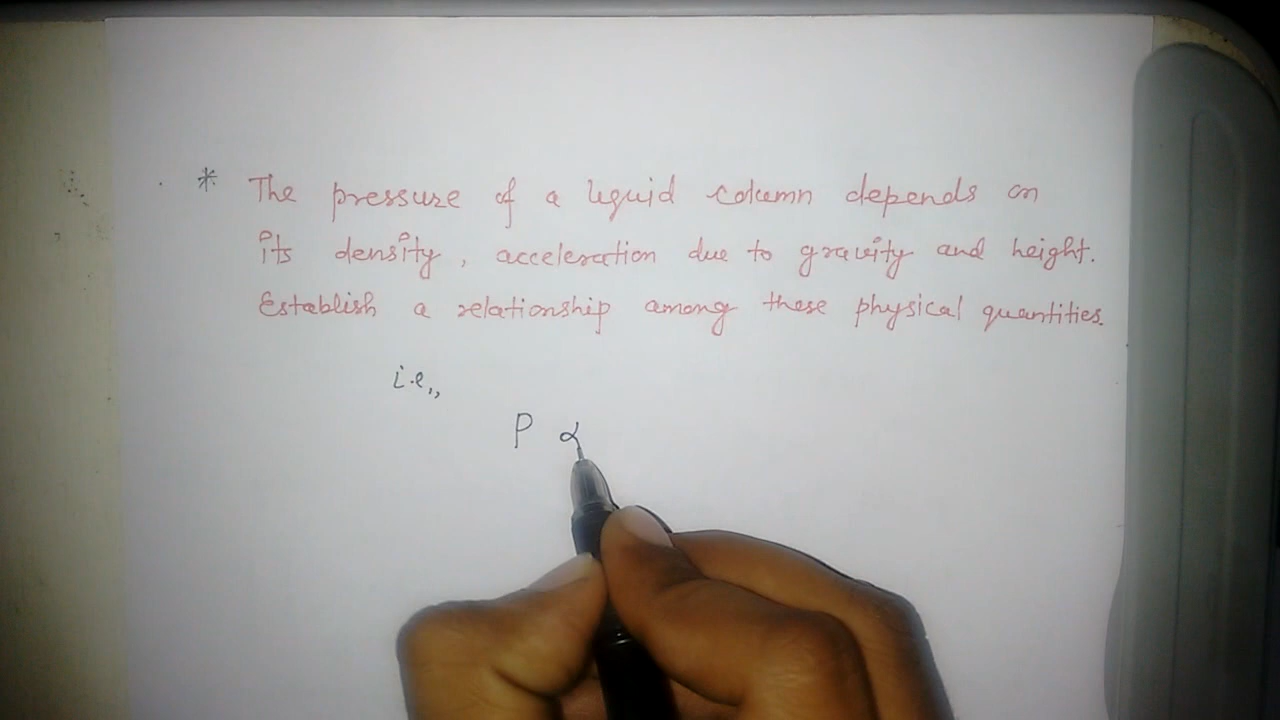 * The pressure of a liquid column depends on
its density, acceleration due to gravity and height.
Establish a relationship among these physical quantities.
i.e.,,
P α